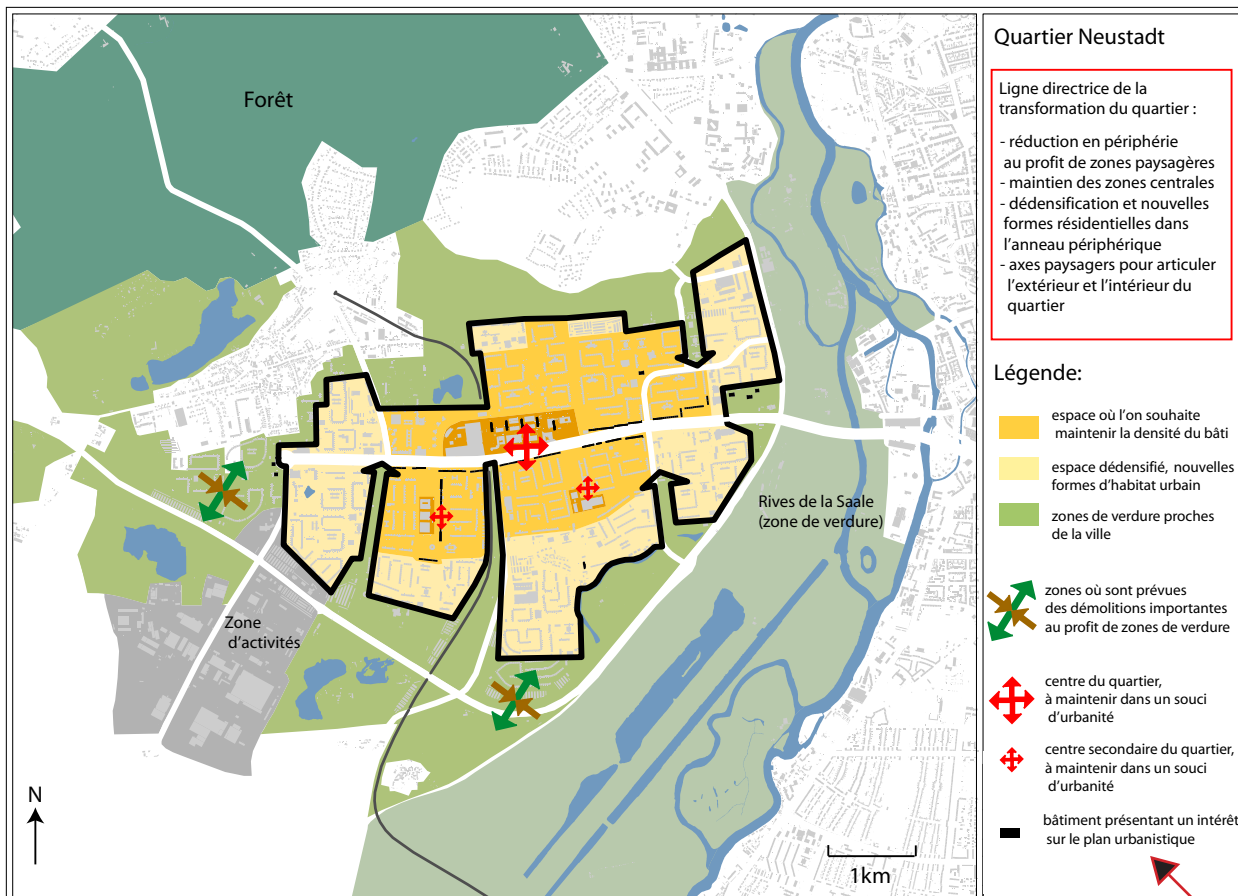 Forêt
Rives de la Saale
(zone de verdure)
Zone
d'activités
N
1km
Quartier Neustadt
Ligne directrice de la
transformation du quartier :
- réduction en périphérie
au profit de zones paysagères
- maintien des zones centrales
- dédensification et nouvelles
formes résidentielles dans
l'anneau périphérique
- axes paysagers pour articuler
l'extérieur et l'intérieur du
quartier
Légende:
espace où l'on souhaite
maintenir la densité du bâti
espace dédensifié, nouvelles
formes d'habitat urbain
zones de verdure proches
de la ville
zones où sont prévues
des démolitions importantes
au profit de zones de verdure
centre du quartier,
à maintenir dans un souci
d'urbanité
centre secondaire du quartier,
à maintenir dans un souci
d'urbanité
bâtiment présentant un intérêt
sur le plan urbanistique